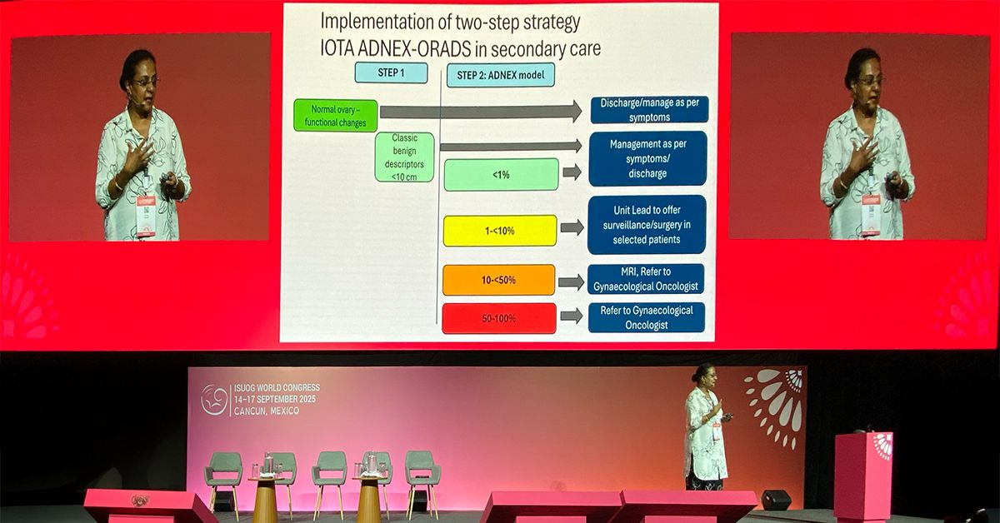 Implementation of two-step strategy
IOTA ADNEX-ORADS in secondary care
STEP 1
STEP 2: ADNEX model
Normal ovary –
functional changes
Discharge/manage as per
symptoms
Classic
benign
descriptors
<10 cm
Management as per
symptoms/
discharge
<1%
1-<10%
Unit Lead to offer
surveillance/surgery in
selected patients
10-<50%
MRI, Refer to
Gynaecological Oncologist
50-100%
Refer to Gynaecological
Oncologist
ISUOG WORLD CONGRESS
14–17 SEPTEMBER 2025
CANCUN, MEXICO